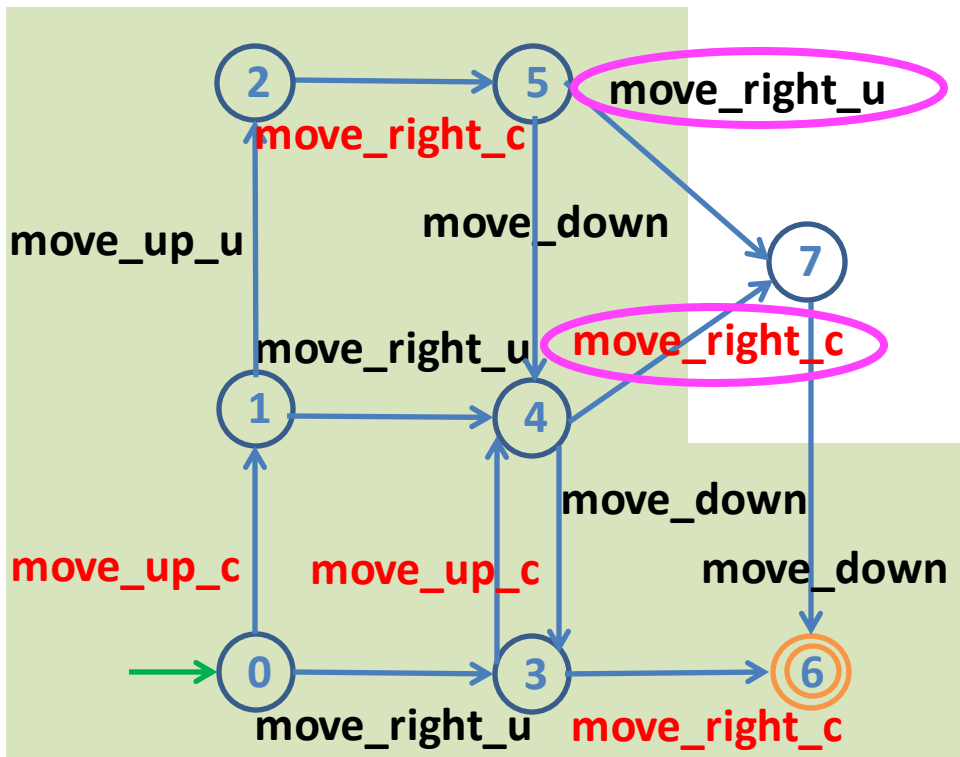 2
5
move_right_u
move_right_c
move_up_u
move_down
7
move_right_u
move_right_c
1
4
move_down
move_up_c
move_up_c
move_down
0
3
6
move_right_u
move_right_c